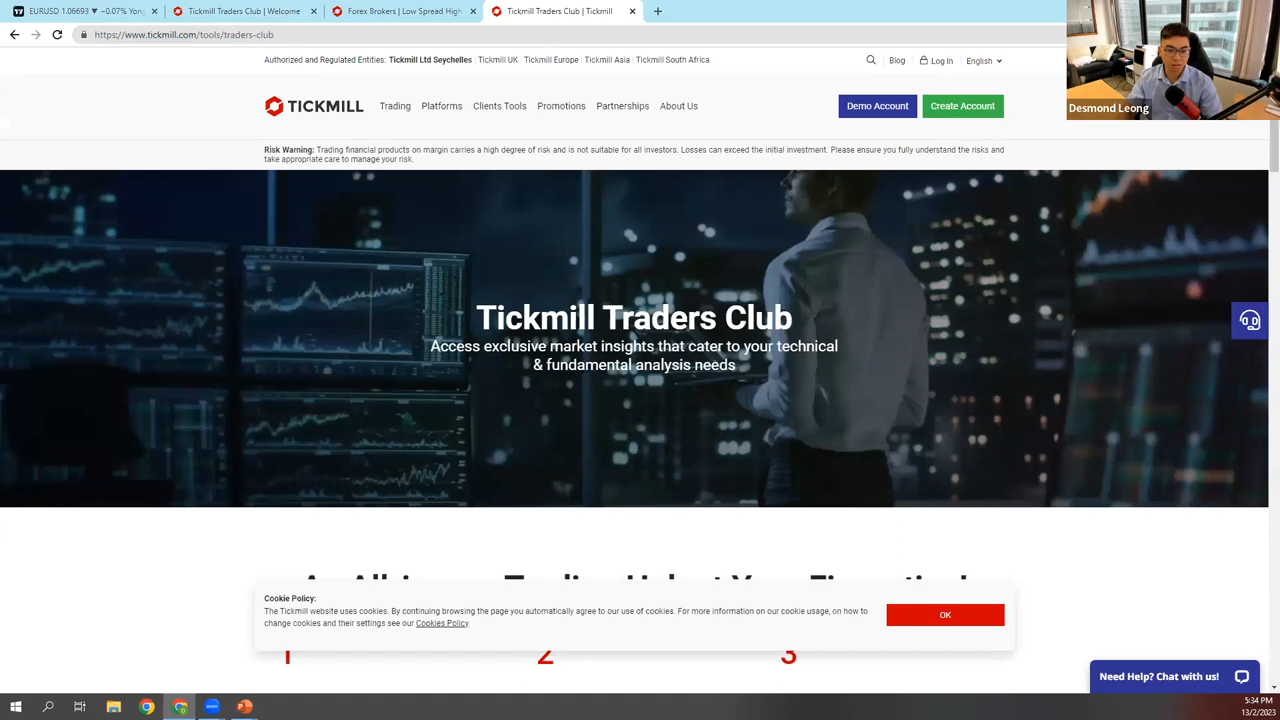 EURUSD 1.06693 ▼ −0.07% Yong
Tickmill Traders Club | Welcome
Forex Brokers | Low Spread High
Tickmill Traders Club | Tickmill
https://www.tickmill.com/tools/traders-club
Authorized and Regulated Entities: Tickmill Ltd Seychelles | Tickmill UK | Tickmill Europe | Tickmill Asia | Tickmill South Africa
Blog
Log In
English
TICKMILL
Trading
Platforms
Clients Tools
Promotions
Partnerships
About Us
Demo Account
Create Account
Desmond Leong
Risk Warning: Trading financial products on margin carries a high degree of risk and is not suitable for all investors. Losses can exceed the initial investment. Please ensure you fully understand the risks and
take appropriate care to manage your risk.
Tickmill Traders Club
Access exclusive market insights that cater to your technical
& fundamental analysis needs
Cookie Policy:
The Tickmill website uses cookies. By continuing browsing the page you automatically agree to our use of cookies. For more information on our cookie usage, on how to
change cookies and their settings see our Cookies Policy.
OK
1
2
3
Need Help? Chat with us!
zoom
5:34 PM
13/2/2023